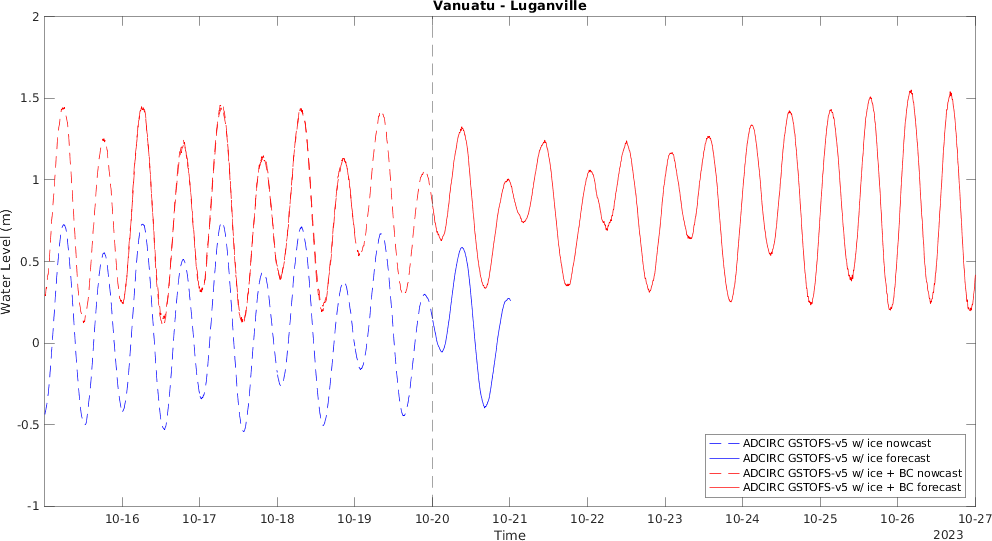 Vanuatu - Luganville
2
1.5
1
0.5
0
-0.5
-1
Water Level (m)
10-16 10-17 10-18 10-19 10-20 10-21 10-22 10-23 10-24 10-25 10-26 10-27
Time
2023
ADCIRC GSTOFS-v5 w/ ice nowcast
ADCIRC GSTOFS-v5 w/ ice forecast
ADCIRC GSTOFS-v5 w/ ice + BC nowcast
ADCIRC GSTOFS-v5 w/ ice + BC forecast